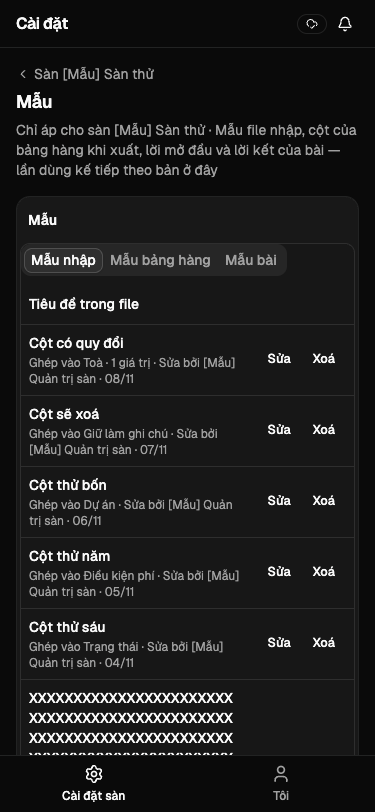 Cài đặt
Sàn [Mẫu] Sàn thử
Mẫu
Chỉ áp cho sàn [Mẫu] Sàn thử · Mẫu file nhập, cột của
bảng hàng khi xuất, lời mở đầu và lời kết của bài —
lần dùng kế tiếp theo bản ở đây
Mẫu
Mẫu nhập Mẫu bảng hàng Mẫu bài
Tiêu đề trong file
Cột có quy đổi
Ghép vào Toà · 1 giá trị · Sửa bởi [Mẫu]
Quản trị sàn · 08/11
Sửa Xoá
Cột sẽ xoá
Ghép vào Giữ làm ghi chú · Sửa bởi
[Mẫu] Quản trị sàn · 07/11
Sửa Xoá
Cột thử bốn
Ghép vào Dự án · Sửa bởi [Mẫu] Quản
trị sàn · 06/11
Sửa Xoá
Cột thử năm
Ghép vào Điều kiện phí · Sửa bởi [Mẫu]
Quản trị sàn · 05/11
Sửa Xoá
Cột thử sáu
Ghép vào Trạng thái · Sửa bởi [Mẫu]
Quản trị sàn · 04/11
Sửa Xoá
XXXXXXXXXXXXXXXXXXXXXXX
XXXXXXXXXXXXXXXXXXXXXXX
XXXXXXXXXXXXXXXXXXXXXXX
Cài đặt sàn Tôi